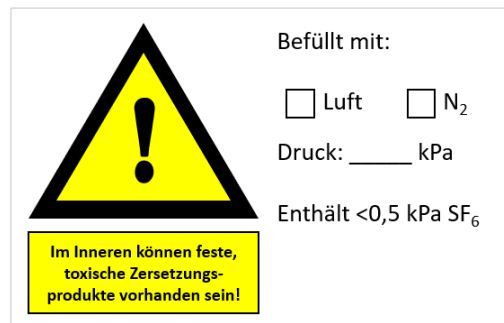 Befüllt mit:
Luft
N₂
Druck: _____ kPa
Enthält <0,5 kPa SF₆
Im Inneren können feste,
toxische Zersetzungs-
produkte vorhanden sein!